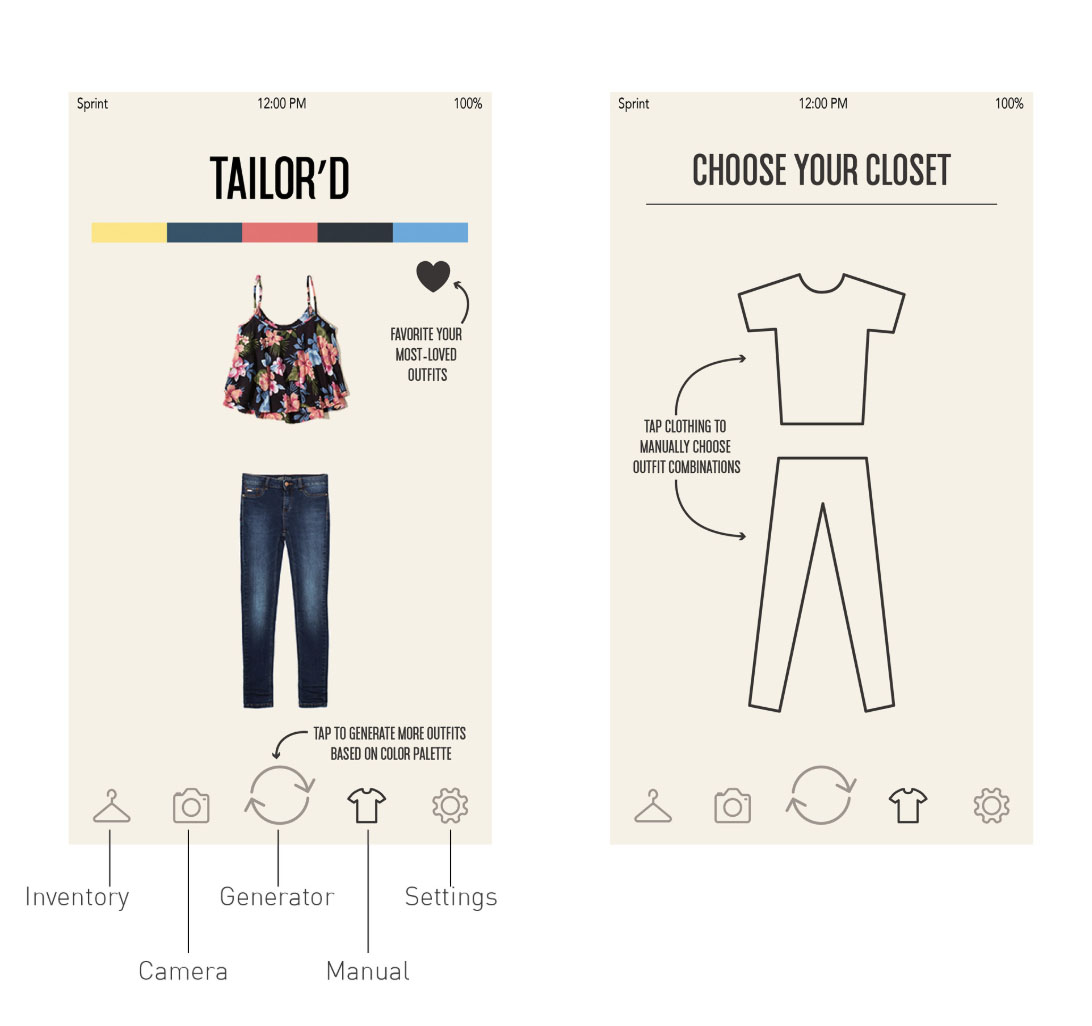 Sprint 12:00 PM 100%
TAILOR'D
FAVORITE YOUR
MOST-LOVED
OUTFITS
TAP TO GENERATE MORE OUTFITS
BASED ON COLOR PALETTE
Inventory
Generator
Settings
Camera
Manual
Sprint 12:00 PM 100%
CHOOSE YOUR CLOSET
TAP CLOTHING TO
MANUALLY CHOOSE
OUTFIT COMBINATIONS